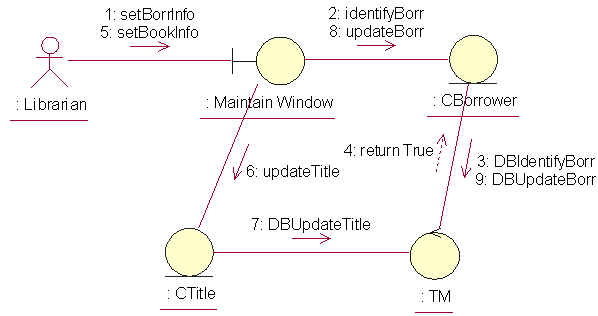 1: setBorrInfo
5: setBookInfo
2: identifyBorr
8: updateBorr
: Librarian
: Maintain Window
: CBorrower
4: return True
3: DBIdentifyBorr
9: DBUpdateBorr
6: updateTitle
7: DBUpdateTitle
: CTitle
: TM